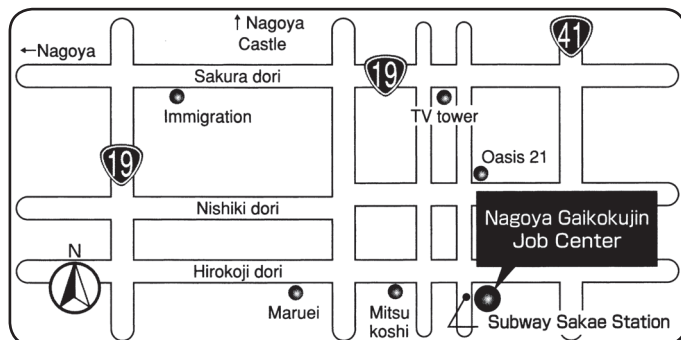 ↑ Nagoya
Castle
←Nagoya
41
Sakura dori
19
Immigration
TV tower
19
Oasis 21
Nishiki dori
Nagoya Gaikokujin
Job Center
N
Hirokoji dori
Maruei
Mitsu
koshi
Subway Sakae Station